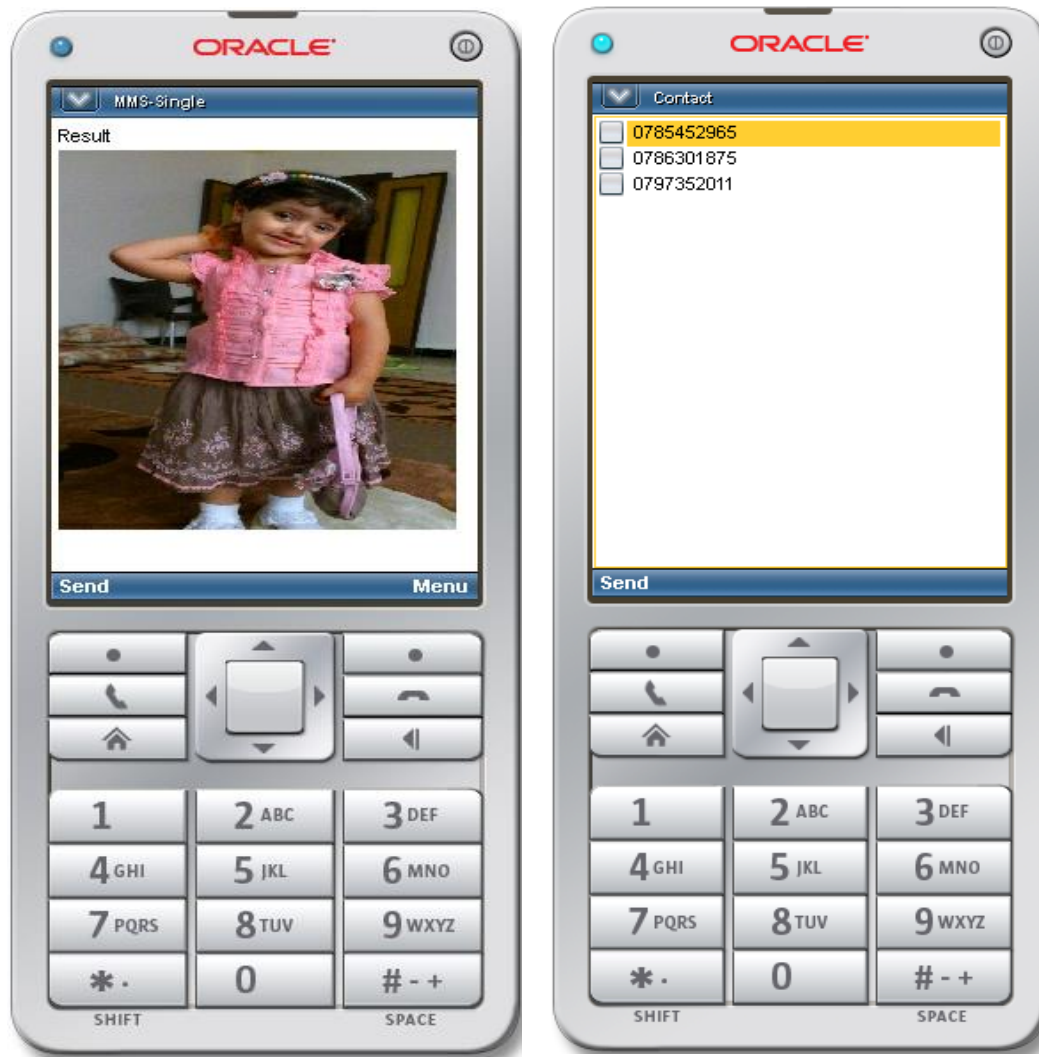 ORACLE
MMS-Single
Result
Send Menu
1 2 ABC 3 DEF
4 GHI 5 JKL 6 MNO
7 PQRS 8 TUV 9 WXYZ
* . 0 # - +
SHIFT SPACE
ORACLE
Contact
0785452965
0786301875
0797352011
Send
1 2 ABC 3 DEF
4 GHI 5 JKL 6 MNO
7 PQRS 8 TUV 9 WXYZ
* . 0 # - +
SHIFT SPACE